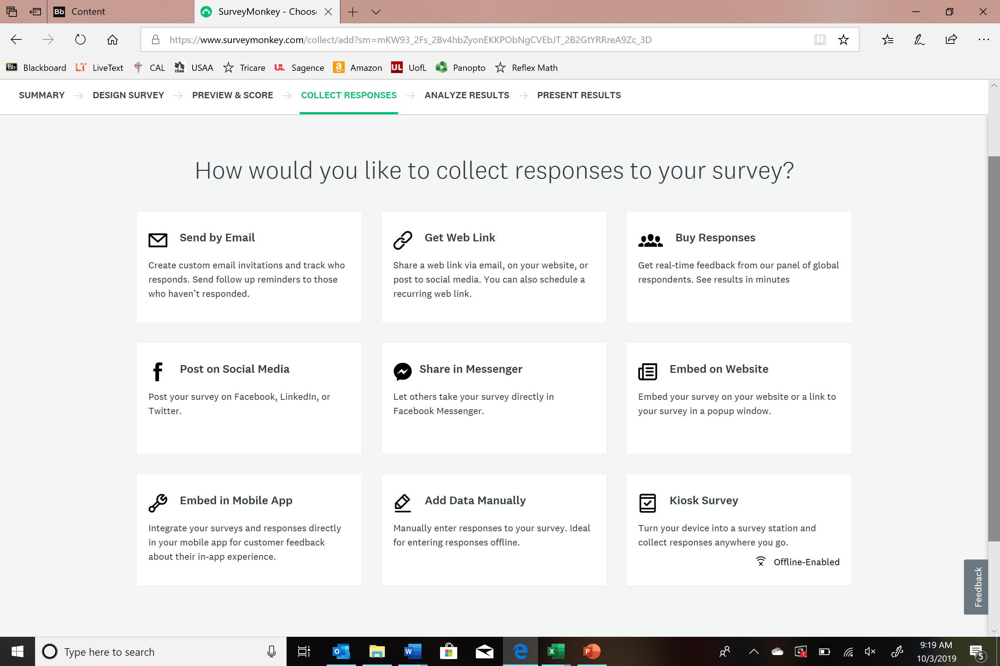 Bb Content
SurveyMonkey - Choos
https://www.surveymonkey.com/collect/add?sm=mKW93_2Fs_2Bv4hbZyonEKKPObNgCVEbJT_2B2GtYRRreA9Zc_3D
Bb Blackboard LT LiveText CAL USAA USAA Tricare UL Sagence a Amazon UL UofL Panopto Reflex Math
SUMMARY DESIGN SURVEY PREVIEW & SCORE COLLECT RESPONSES ANALYZE RESULTS PRESENT RESULTS
How would you like to collect responses to your survey?
Send by Email
Create custom email invitations and track who
responds. Send follow up reminders to those
who haven’t responded.
Get Web Link
Share a web link via email, on your website, or
post to social media. You can also schedule a
recurring web link.
Buy Responses
Get real-time feedback from our panel of global
respondents. See results in minutes
Post on Social Media
Post your survey on Facebook, LinkedIn, or
Twitter.
Share in Messenger
Let others take your survey directly in
Facebook Messenger.
Embed on Website
Embed your survey on your website or a link to
your survey in a popup window.
Embed in Mobile App
Integrate your surveys and responses directly
in your mobile app for customer feedback
about their in-app experience.
Add Data Manually
Manually enter responses to your survey. Ideal
for entering responses offline.
Kiosk Survey
Turn your device into a survey station and
collect responses anywhere you go.
Offline-Enabled
Feedback
Type here to search
O W X P
9:19 AM
10/3/2019
5